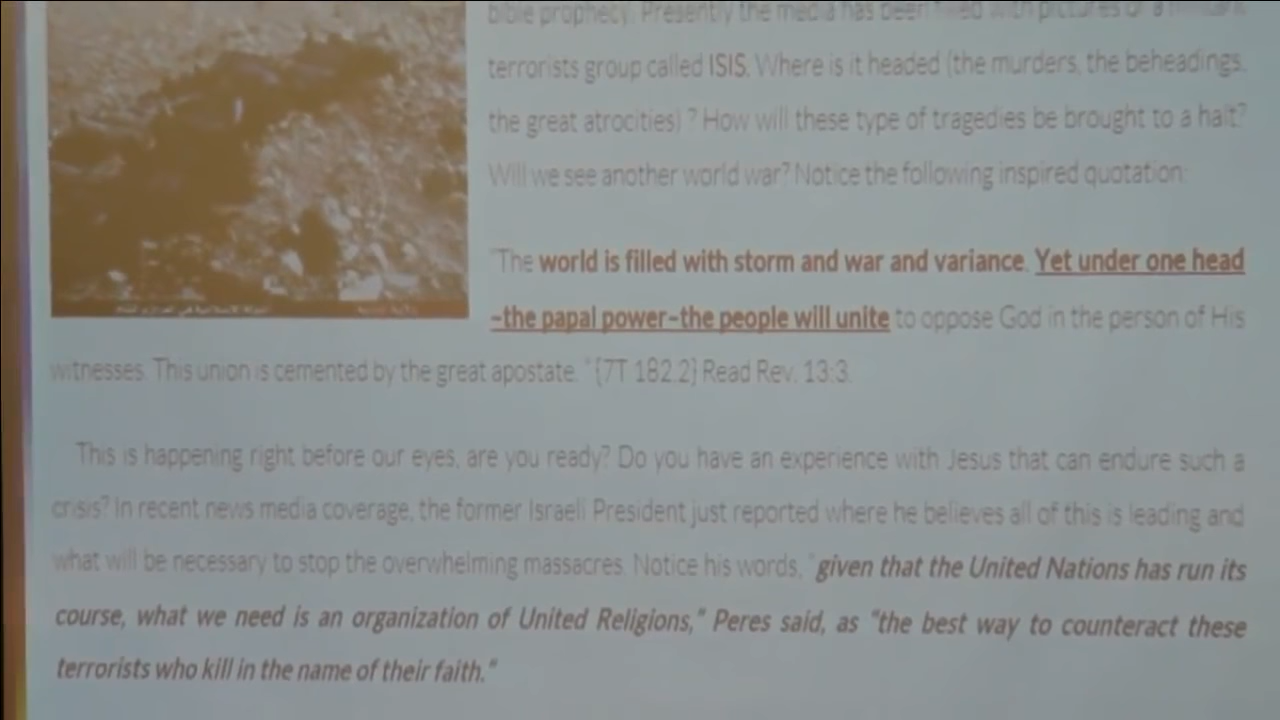 bible prophecy. Presently the media has been filled with pictures of a militant
terrorists group called ISIS. Where is it headed (the murders, the beheadings,
the great atrocities) ? How will these type of tragedies be brought to a halt?
Will we see another world war? Notice the following inspired quotation:
"The world is filled with storm and war and variance. Yet under one head
–the papal power–the people will unite to oppose God in the person of His
witnesses. This union is cemented by the great apostate. " {7T 182.2} Read Rev. 13:3.
This is happening right before our eyes, are you ready? Do you have an experience with Jesus that can endure such a
crisis? In recent news media coverage, the former Israeli President just reported where he believes all of this is leading and
what will be necessary to stop the overwhelming massacres. Notice his words, "given that the United Nations has run its
course, what we need is an organization of United Religions," Peres said, as "the best way to counteract these
terrorists who kill in the name of their faith."